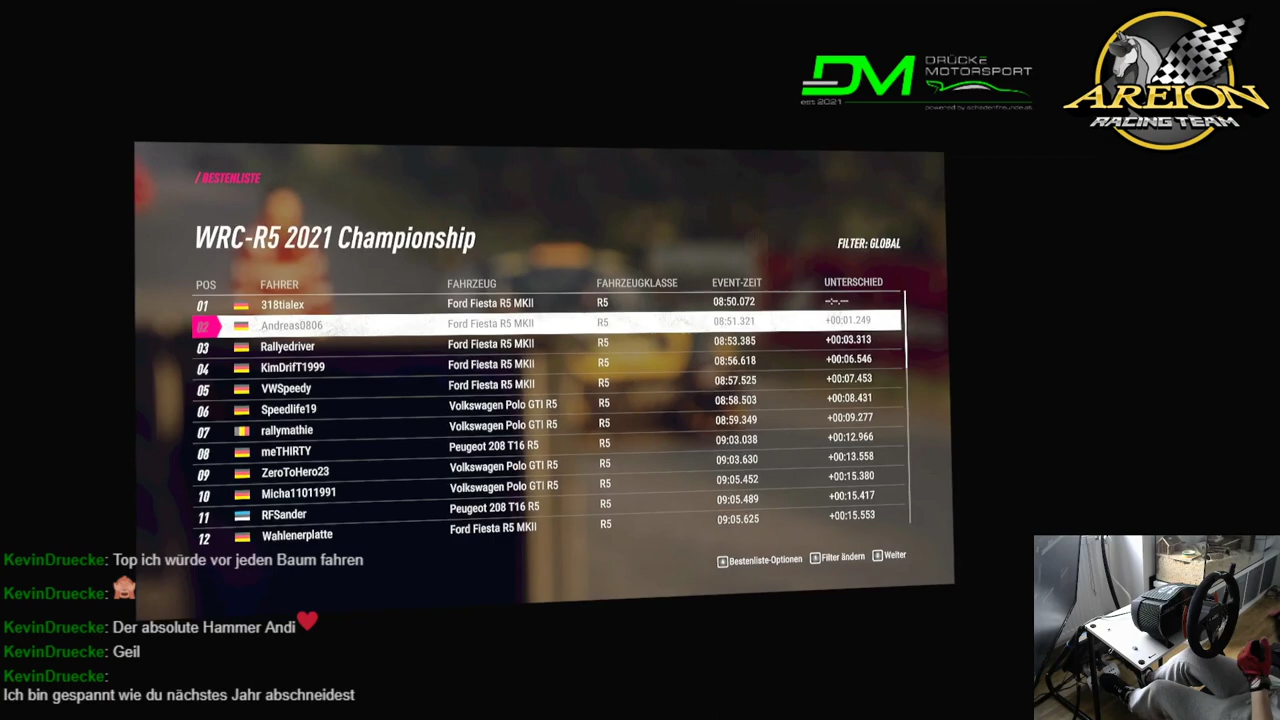 DM
est. 2021
DRÜCKE
MOTORSPORT
powered by schadenfreunde.at
AREION
RACING TEAM
/ BESTENLISTE
WRC-R5 2021 Championship
FILTER: GLOBAL
POS FAHRER FAHRZEUG FAHRZEUGKLASSE EVENT-ZEIT UNTERSCHIED
01 318tialex Ford Fiesta R5 MKII R5 08:50.072 --:--.---
02 Andreas0806 Ford Fiesta R5 MKII R5 08:51.321 +00:01.249
03 Rallyedriver Ford Fiesta R5 MKII R5 08:53.385 +00:03.313
04 KimDrifT1999 Ford Fiesta R5 MKII R5 08:56.618 +00:06.546
05 VWSpeedy Ford Fiesta R5 MKII R5 08:57.525 +00:07.453
06 Speedlife19 Volkswagen Polo GTI R5 R5 08:58.503 +00:08.431
07 rallymathie Volkswagen Polo GTI R5 R5 08:59.349 +00:09.277
08 meTHIRTY Peugeot 208 T16 R5 R5 09:03.038 +00:12.966
09 ZeroToHero23 Volkswagen Polo GTI R5 R5 09:03.630 +00:13.558
10 Micha11011991 Volkswagen Polo GTI R5 R5 09:05.452 +00:15.380
11 RFSander Peugeot 208 T16 R5 R5 09:05.489 +00:15.417
12 Wahlenerplatte Ford Fiesta R5 MKII R5 09:05.625 +00:15.553
Bestenliste-Optionen Filter ändern Weiter
KevinDruecke: Top ich würde vor jeden Baum fahren
KevinDruecke: 🙈
KevinDruecke: Der absolute Hammer Andi❤
KevinDruecke: Geil
KevinDruecke:
Ich bin gespannt wie du nächstes Jahr abschneidest